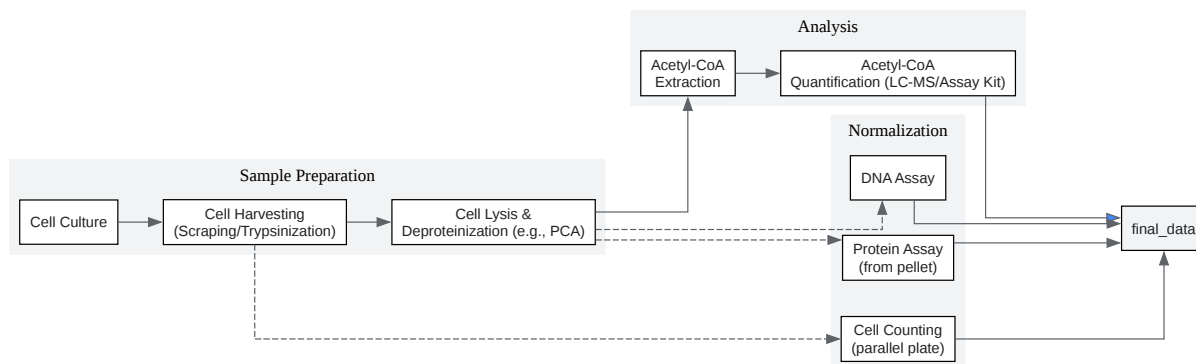 Analysis
Acetyl-CoA
Extraction
Acetyl-CoA
Quantification (LC-MS/Assay Kit)
Normalization
DNA Assay
Protein Assay
(from pellet)
Cell Counting
(parallel plate)
Sample Preparation
Cell Culture
Cell Harvesting
(Scraping/Trypsinization)
Cell Lysis &
Deproteinization (e.g., PCA)
final_data